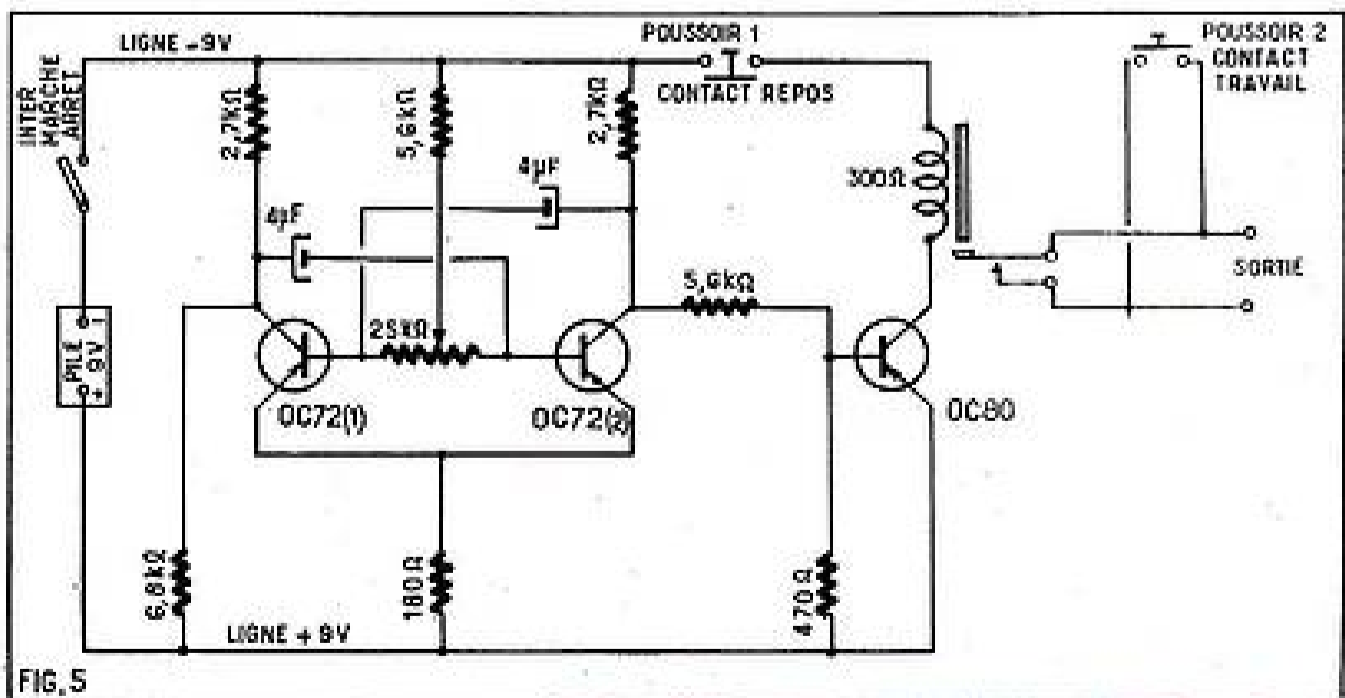 LIGNE -9V
POUSSOIR 1
CONTACT REPOS
POUSSOIR 2
CONTACT
TRAVAIL
INTER
MARCHE
ARRET
2,7kΩ
5,6kΩ
2,7kΩ
4µF
4µF
300Ω
SORTIE
5,6kΩ
25kΩ
PILE
9V
-
+
OC72(1)
OC72(2)
OC80
6,8kΩ
180Ω
470Ω
LIGNE + 9V
FIG.5